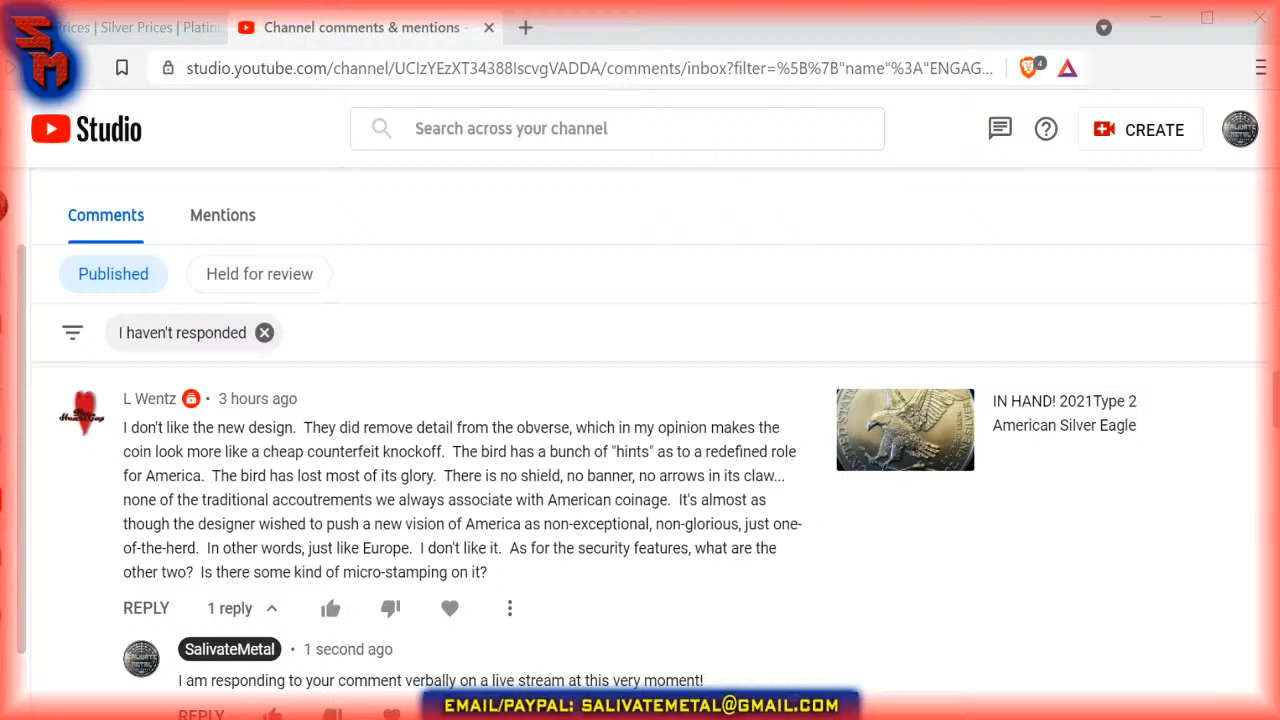 SM
Prices | Silver Prices | Platinu
Channel comments & mentions -
studio.youtube.com/channel/UCIzYEzXT34388IscvgVADDA/comments/inbox?filter=%5B%7B"name"%3A"ENGAG...
4
Studio
Search across your channel
CREATE
Comments
Mentions
Published
Held for review
I haven't responded
L Wentz • 3 hours ago
I don't like the new design. They did remove detail from the obverse, which in my opinion makes the
coin look more like a cheap counterfeit knockoff. The bird has a bunch of "hints" as to a redefined role
for America. The bird has lost most of its glory. There is no shield, no banner, no arrows in its claw...
none of the traditional accoutrements we always associate with American coinage. It's almost as
though the designer wished to push a new vision of America as non-exceptional, non-glorious, just one-
of-the-herd. In other words, just like Europe. I don't like it. As for the security features, what are the
other two? Is there some kind of micro-stamping on it?
IN HAND! 2021Type 2
American Silver Eagle
REPLY
1 reply
SalivateMetal • 1 second ago
I am responding to your comment verbally on a live stream at this very moment!
REPLY
EMAIL/PAYPAL: SALIVATEMETAL@GMAIL.COM